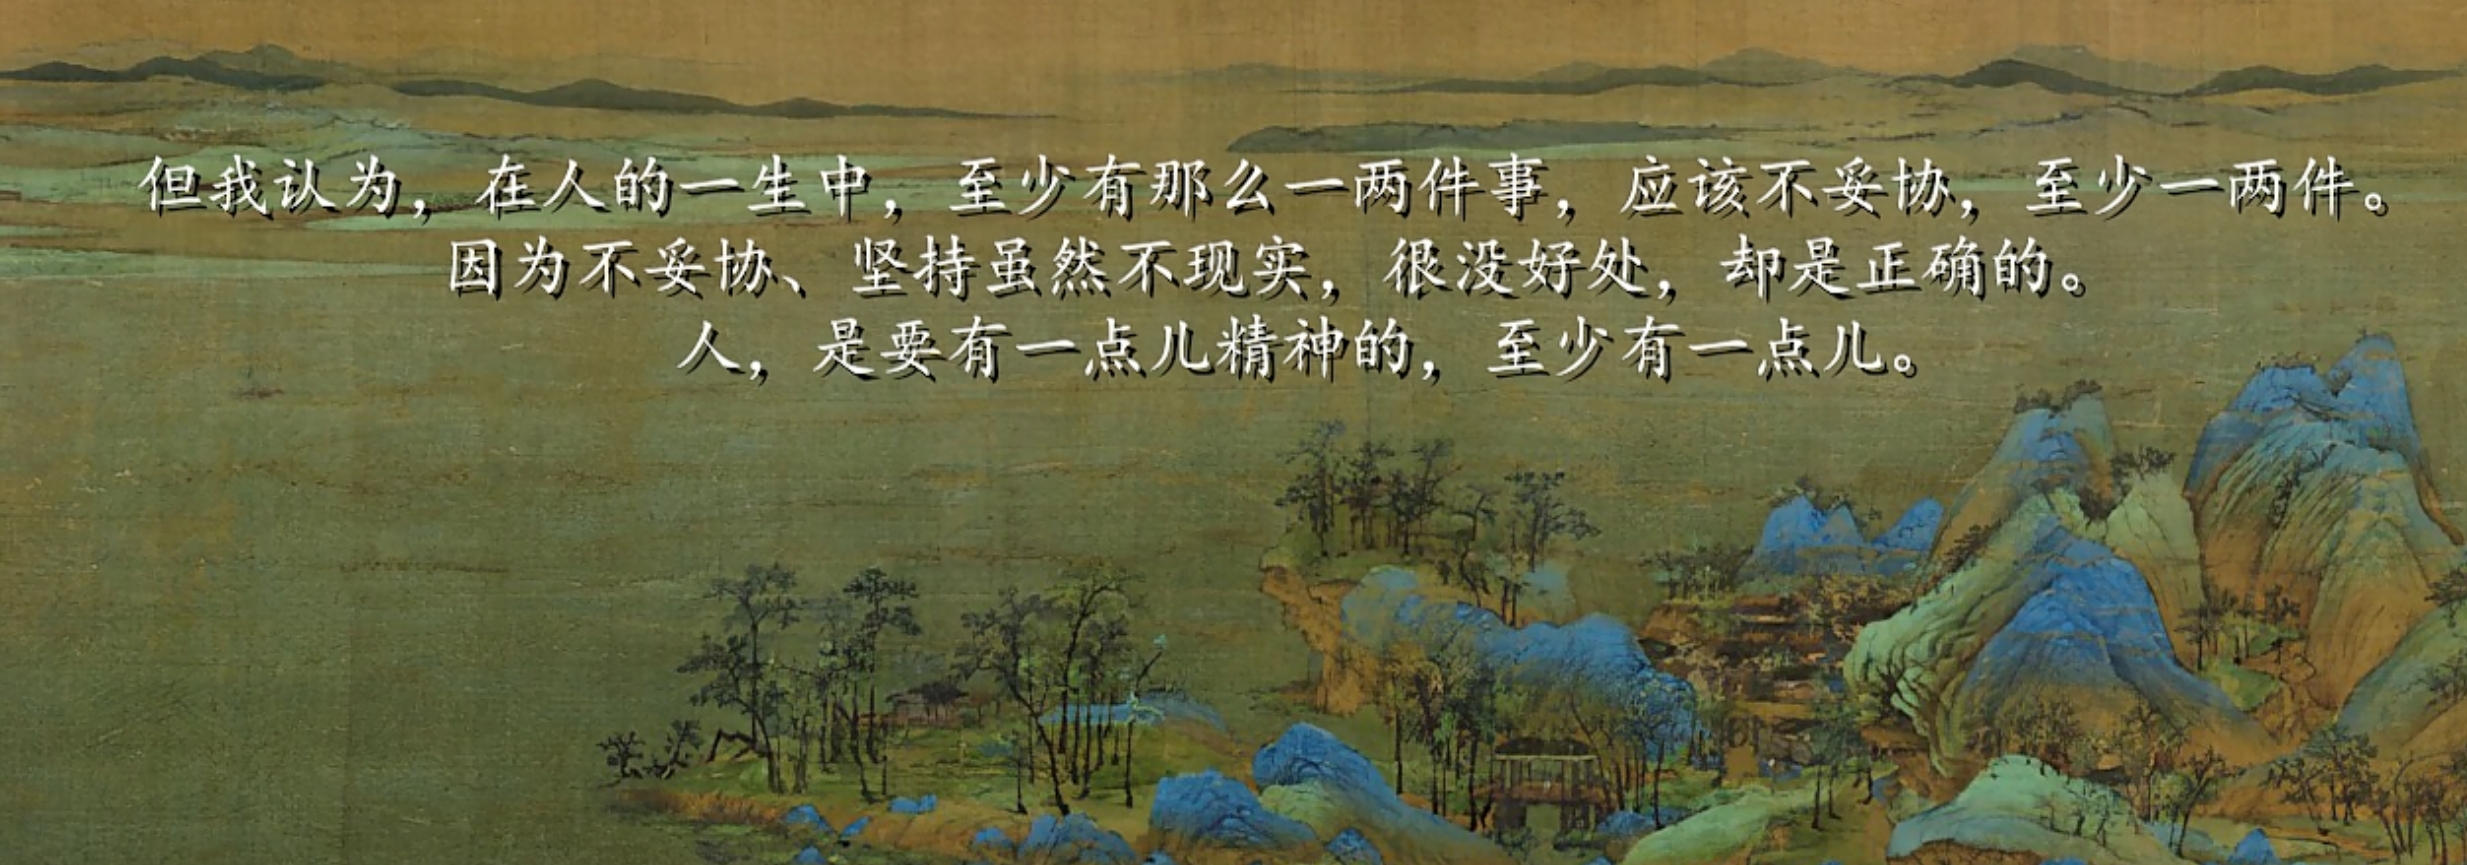 但我认为，在人的一生中，至少有那么一两件事，应该不妥协，至少一两件。
因为不妥协、坚持虽然不现实，很没好处，却是正确的。
人，是要有一点儿精神的，至少有一点儿。